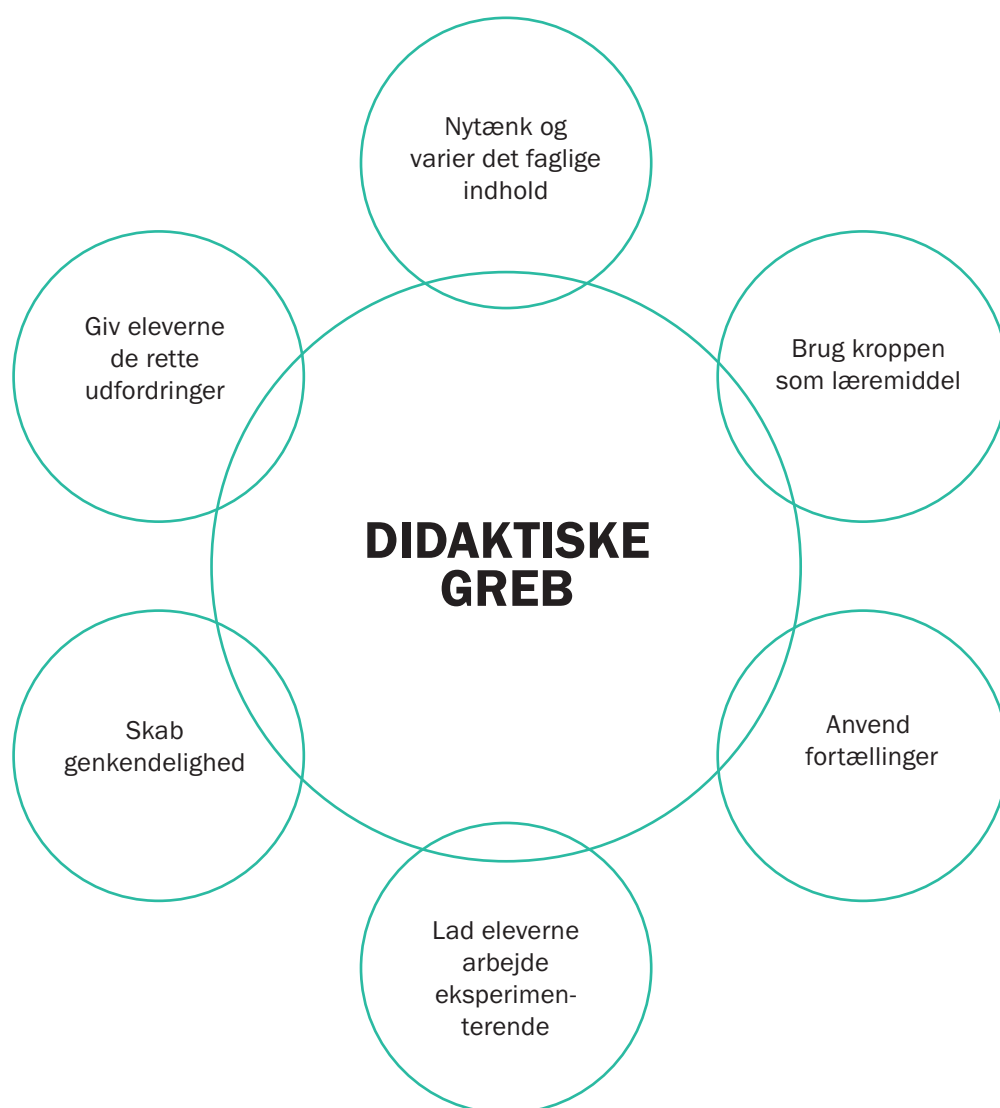 Nytænk og
varier det faglige
indhold
Giv eleverne
de rette
udfordringer
Brug kroppen
som læremiddel
DIDAKTISKE
GREB
Skab
genkendelighed
Anvend
fortællinger
Lad eleverne
arbejde
eksperimen-
terende